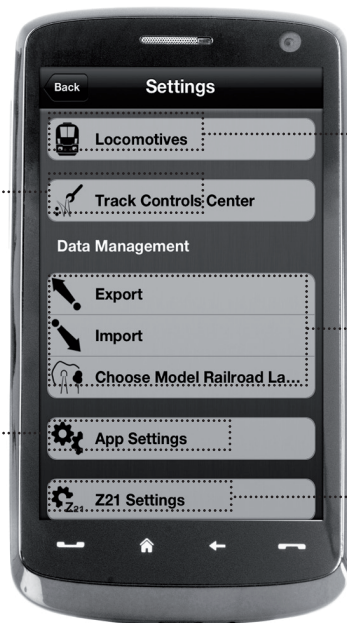 Back
Settings
Locomotives
Track Controls Center
Data Management
Export
Import
Choose Model Railroad La...
App Settings
Z21
Z21 Settings